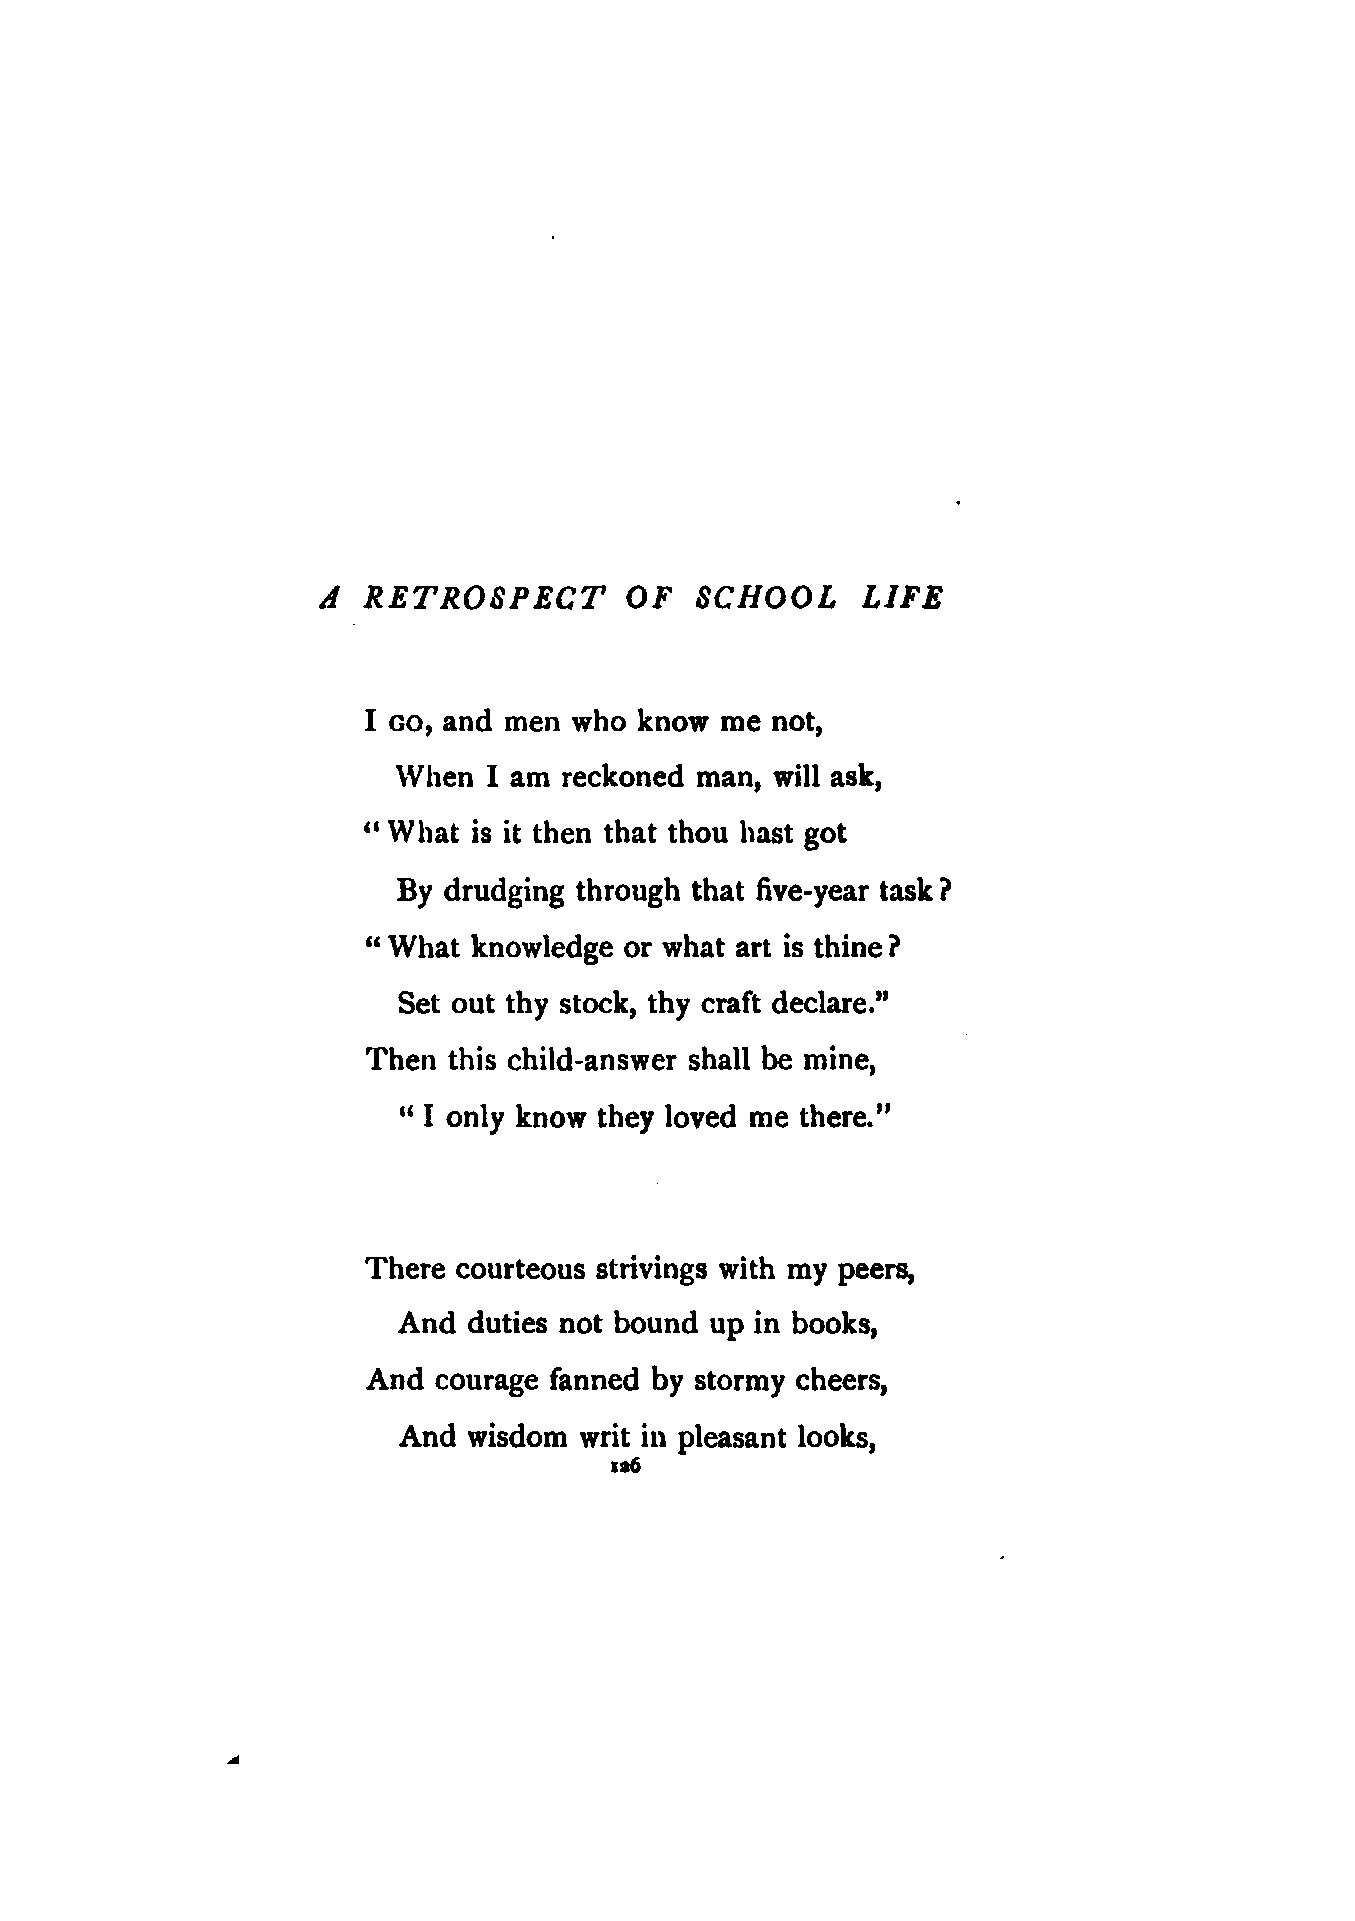 A RETROSPECT OF SCHOOL LIFE
I GO, and men who know me not,
When I am reckoned man, will ask,
“What is it then that thou hast got
By drudging through that five-year task?
“What knowledge or what art is thine?
Set out thy stock, thy craft declare.”
Then this child-answer shall be mine,
“I only know they loved me there.”
There courteous strivings with my peers,
And duties not bound up in books,
And courage fanned by stormy cheers,
And wisdom writ in pleasant looks,
126